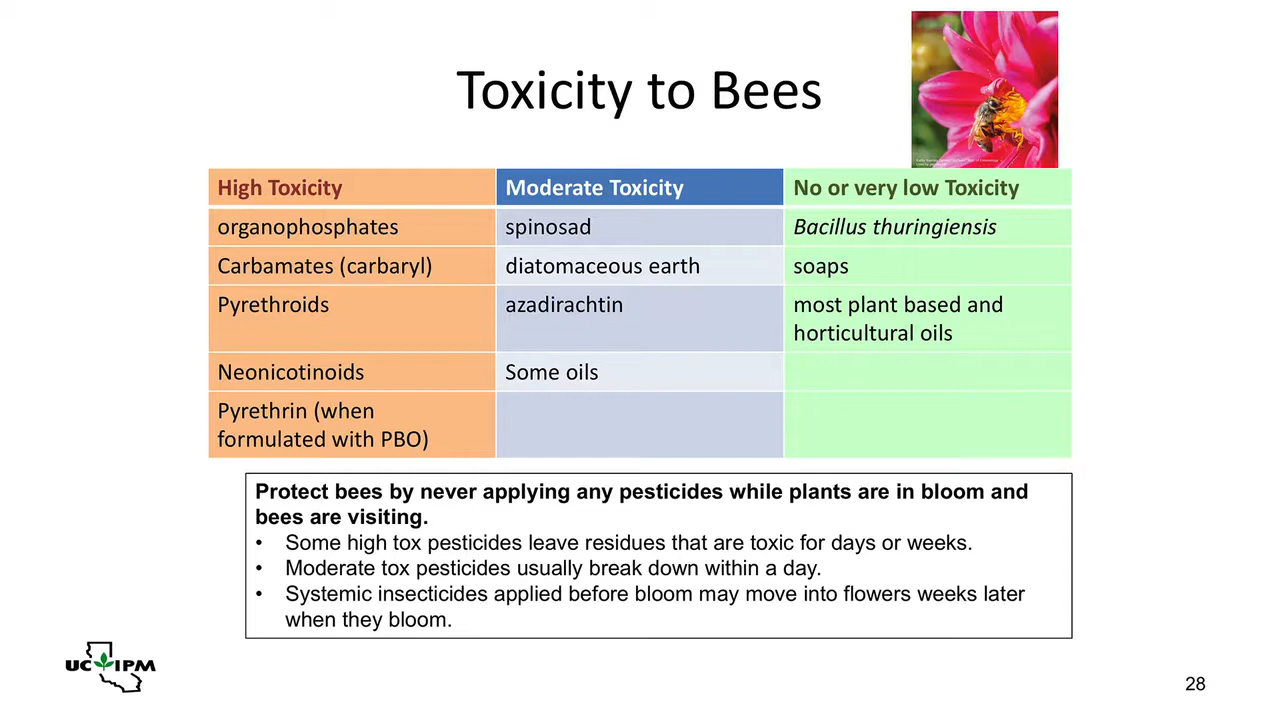 Toxicity to Bees
High Toxicity
Moderate Toxicity
No or very low Toxicity
organophosphates
spinosad
Bacillus thuringiensis
Carbamates (carbaryl)
diatomaceous earth
soaps
Pyrethroids
azadirachtin
most plant based and
horticultural oils
Neonicotinoids
Some oils
Pyrethrin (when
formulated with PBO)
Protect bees by never applying any pesticides while plants are in bloom and
bees are visiting.
• Some high tox pesticides leave residues that are toxic for days or weeks.
• Moderate tox pesticides usually break down within a day.
• Systemic insecticides applied before bloom may move into flowers weeks later
when they bloom.
UC IPM
28